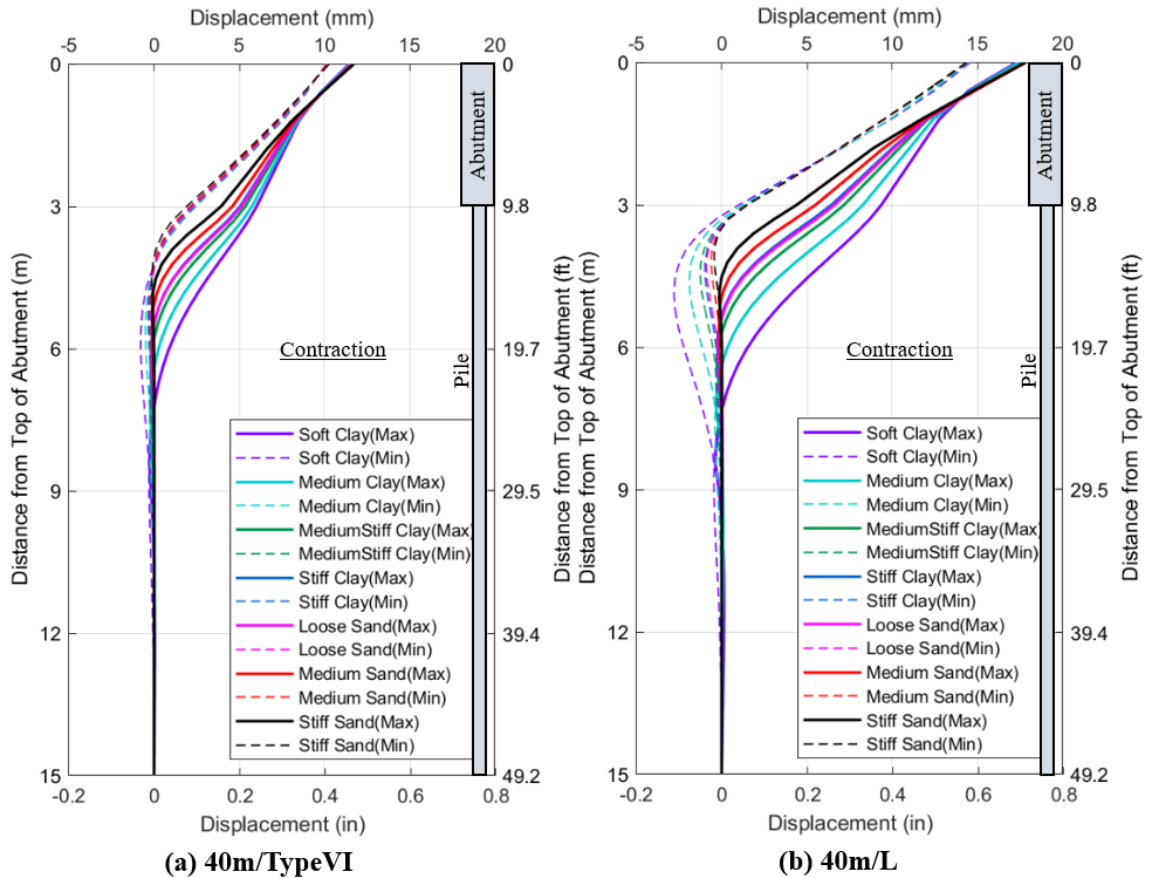 Displacement (mm)
-5 0 5 10 15 20
0 3 6 9 12 15
Distance from Top of Abutment (m)
Contraction
Abutment
Pile
Soft Clay(Max)
Soft Clay(Min)
Medium Clay(Max)
Medium Clay(Min)
MediumStiff Clay(Max)
MediumStiff Clay(Min)
Stiff Clay(Max)
Stiff Clay(Min)
Loose Sand(Max)
Loose Sand(Min)
Medium Sand(Max)
Medium Sand(Min)
Stiff Sand(Max)
Stiff Sand(Min)
0 9.8 19.7 29.5 39.4 49.2
Distance from Top of Abutment (ft)
-0.2 0 0.2 0.4 0.6 0.8
Displacement (in)
(a) 40m/TypeVI
Displacement (mm)
-5 0 5 10 15 20
0 3 6 9 12 15
Distance from Top of Abutment (m)
Contraction
Abutment
Pile
Soft Clay(Max)
Soft Clay(Min)
Medium Clay(Max)
Medium Clay(Min)
MediumStiff Clay(Max)
MediumStiff Clay(Min)
Stiff Clay(Max)
Stiff Clay(Min)
Loose Sand(Max)
Loose Sand(Min)
Medium Sand(Max)
Medium Sand(Min)
Stiff Sand(Max)
Stiff Sand(Min)
0 9.8 19.7 29.5 39.4 49.2
Distance from Top of Abutment (ft)
-0.2 0 0.2 0.4 0.6 0.8
Displacement (in)
(b) 40m/L